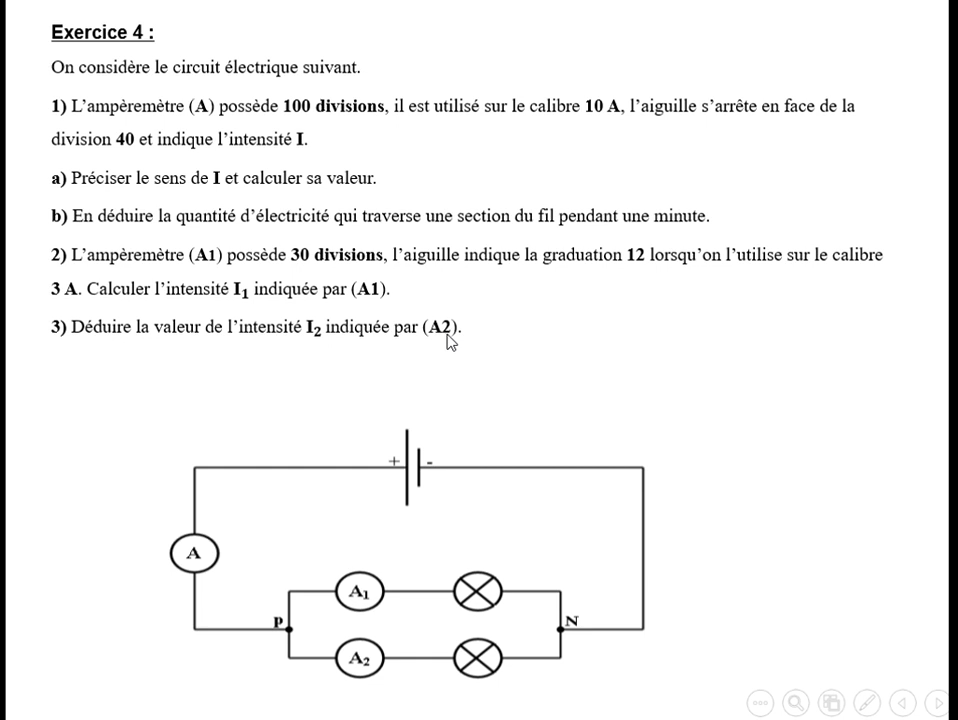 Exercice 4 :
On considère le circuit électrique suivant.
1) L'ampèremètre (A) possède 100 divisions, il est utilisé sur le calibre 10 A, l'aiguille s'arrête en face de la
division 40 et indique l'intensité I.
a) Préciser le sens de I et calculer sa valeur.
b) En déduire la quantité d'électricité qui traverse une section du fil pendant une minute.
2) L'ampèremètre (A1) possède 30 divisions, l'aiguille indique la graduation 12 lorsqu'on l'utilise sur le calibre
3 A. Calculer l'intensité I₁ indiquée par (A1).
3) Déduire la valeur de l'intensité I₂ indiquée par (A2).
+ -
A
A₁
P N
A₂